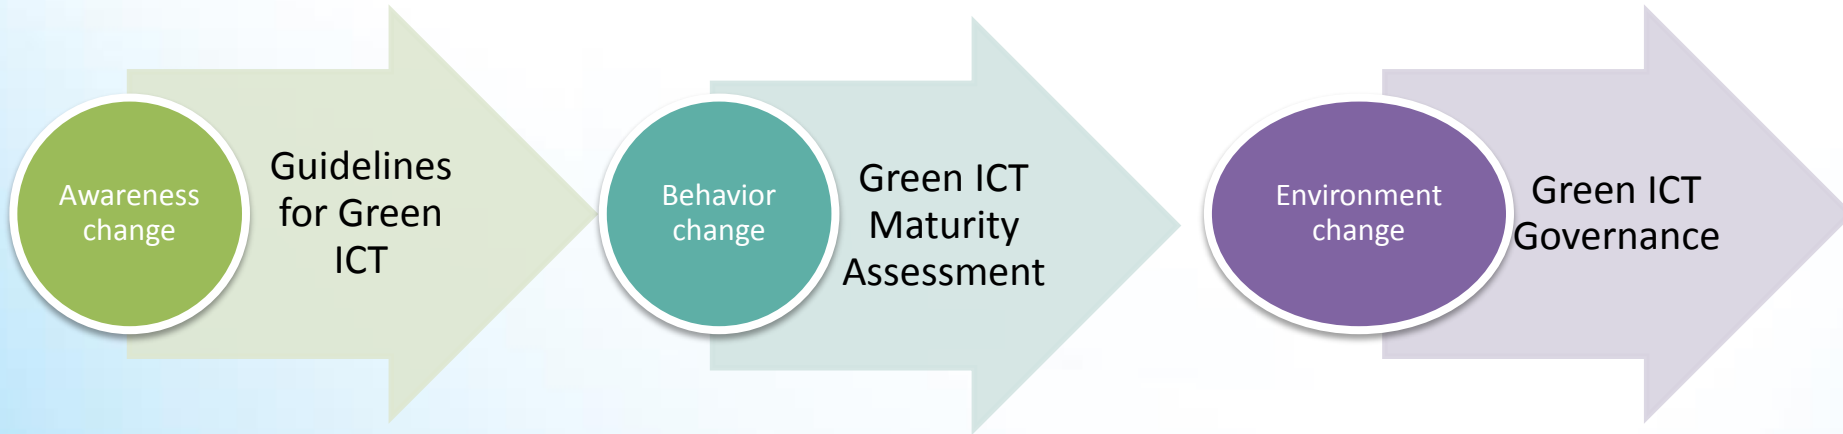 Awareness
change
Guidelines
for Green
ICT
Behavior
change
Green ICT
Maturity
Assessment
Environment
change
Green ICT
Governance